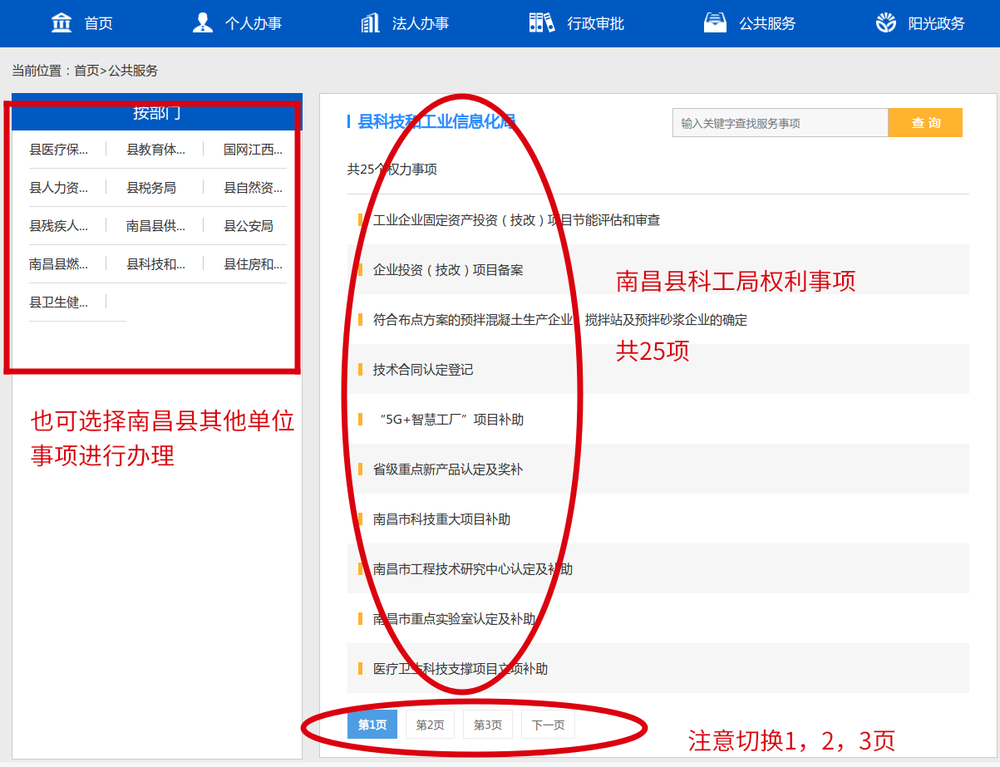 首页 个人办事 法人办事 行政审批 公共服务 阳光政务
当前位置：首页>公共服务
按部门
县医疗保... 县教育体... 国网江西...
县人力资... 县税务局 县自然资...
县残疾人... 南昌县供... 县公安局
南昌县燃... 县科技和... 县住房和...
县卫生健...
也可选择南昌县其他单位
事项进行办理
县科技和工业信息化局
输入关键字查找服务事项 查 询
共25个权力事项
工业企业固定资产投资（技改）项目节能评估和审查
企业投资（技改）项目备案
南昌县科工局权利事项
符合布点方案的预拌混凝土生产企业、搅拌站及预拌砂浆企业的确定
共25项
技术合同认定登记
“5G+智慧工厂”项目补助
省级重点新产品认定及奖补
南昌市科技重大项目补助
南昌市工程技术研究中心认定及补助
南昌市重点实验室认定及补助
医疗卫生科技支撑项目立项补助
第1页 第2页 第3页 下一页
注意切换1，2，3页